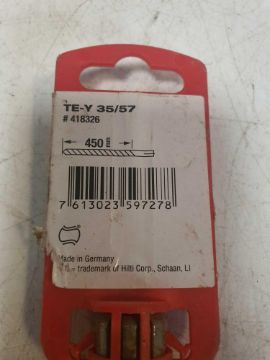 TE-Y 35/57
# 418326
450 mm
7 613023 597278
Made in Germany
= trademark of Hilti Corp., Schaan, LI